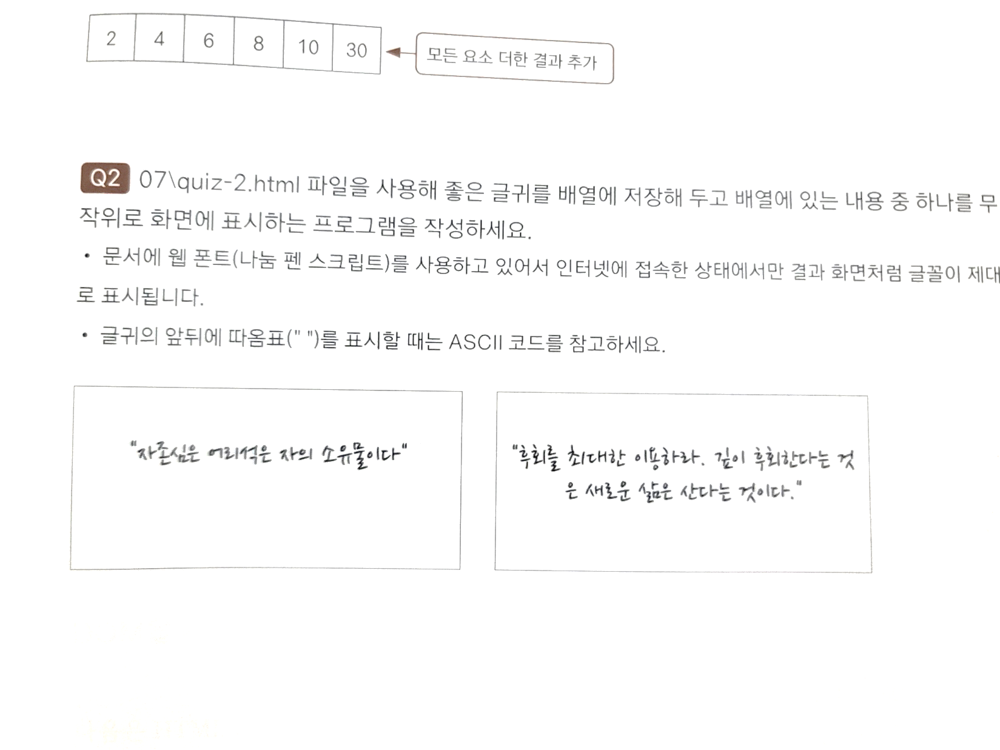 2 4 6 8 10 30 모든 요소 더한 결과 추가
Q2 07\quiz-2.html 파일을 사용해 좋은 글귀를 배열에 저장해 두고 배열에 있는 내용 중 하나를 무
작위로 화면에 표시하는 프로그램을 작성하세요.
• 문서에 웹 폰트(나눔 펜 스크립트)를 사용하고 있어서 인터넷에 접속한 상태에서만 결과 화면처럼 글꼴이 제대
로 표시됩니다.
• 글귀의 앞뒤에 따옴표(" ")를 표시할 때는 ASCII 코드를 참고하세요.
"자존심은 어리석은 자의 소유물이다"
"후회를 최대한 이용하라. 깊이 후회한다는 것
은 새로운 삶은 산다는 것이다."